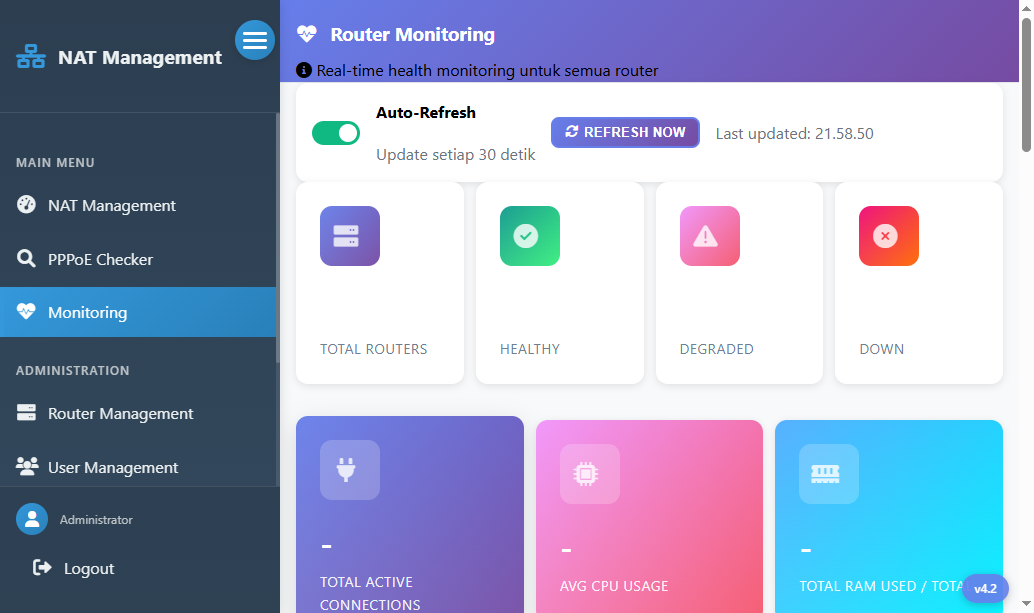 NAT Management
MAIN MENU
NAT Management
PPPoE Checker
Monitoring
ADMINISTRATION
Router Management
User Management
Administrator
Logout
Router Monitoring
Real-time health monitoring untuk semua router
Auto-Refresh
Update setiap 30 detik
REFRESH NOW
Last updated: 21.58.50
TOTAL ROUTERS
HEALTHY
DEGRADED
DOWN
-
TOTAL ACTIVE
CONNECTIONS
-
AVG CPU USAGE
-
TOTAL RAM USED / TOTA
v4.2